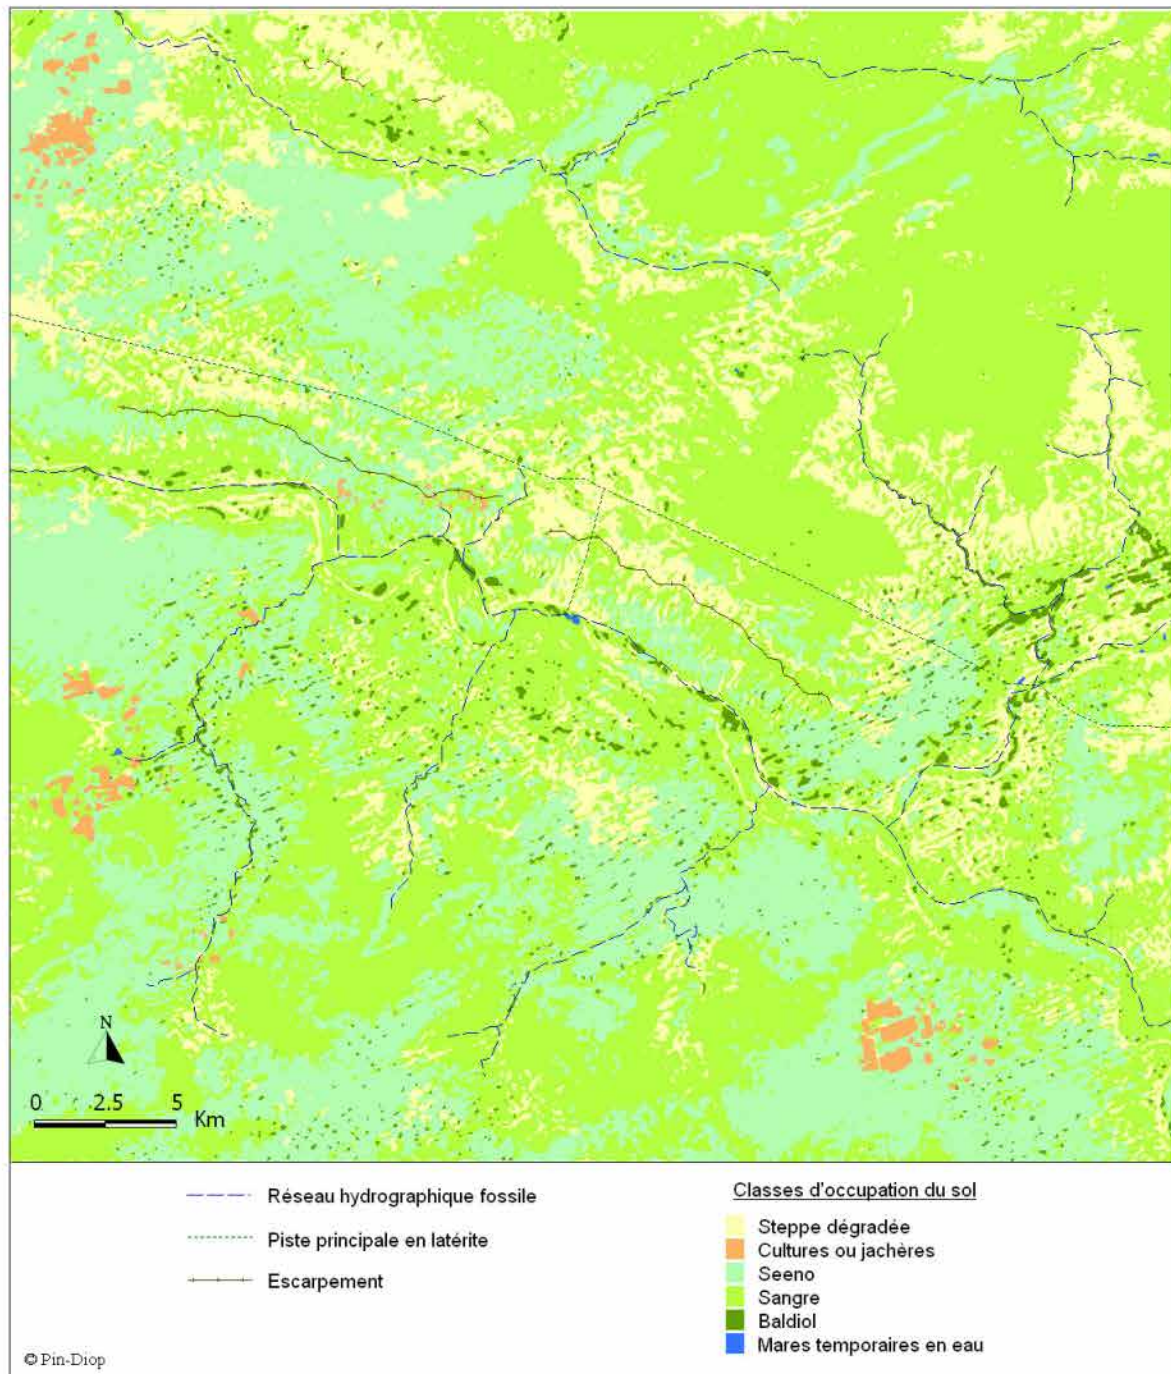 N
0 2.5 5
Km
Réseau hydrographique fossile
Piste principale en latérite
Escarpement
Classes d'occupation du sol
Steppe dégradée
Cultures ou jachères
Seeno
Sangre
Baldiol
Mares temporaires en eau
© Pin-Diop